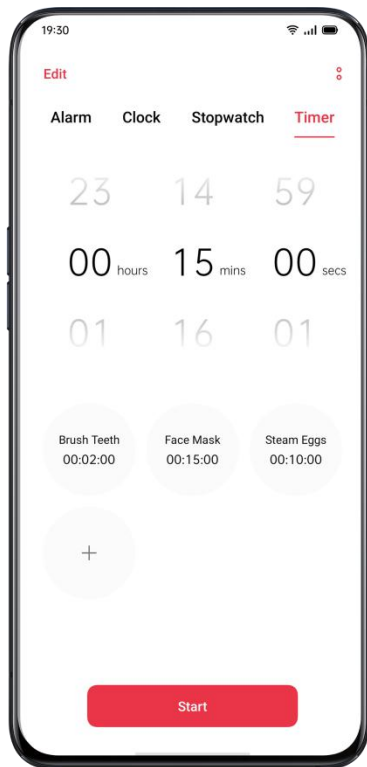 19:30
Edit
Alarm Clock Stopwatch Timer
23 14 59
00 hours 15 mins 00 secs
01 16 01
Brush Teeth Face Mask Steam Eggs
00:02:00 00:15:00 00:10:00
+
Start